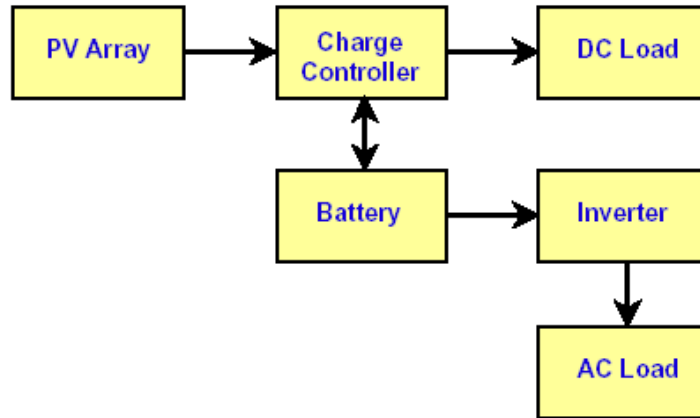 PV Array
Charge
Controller
DC Load
Battery
Inverter
AC Load